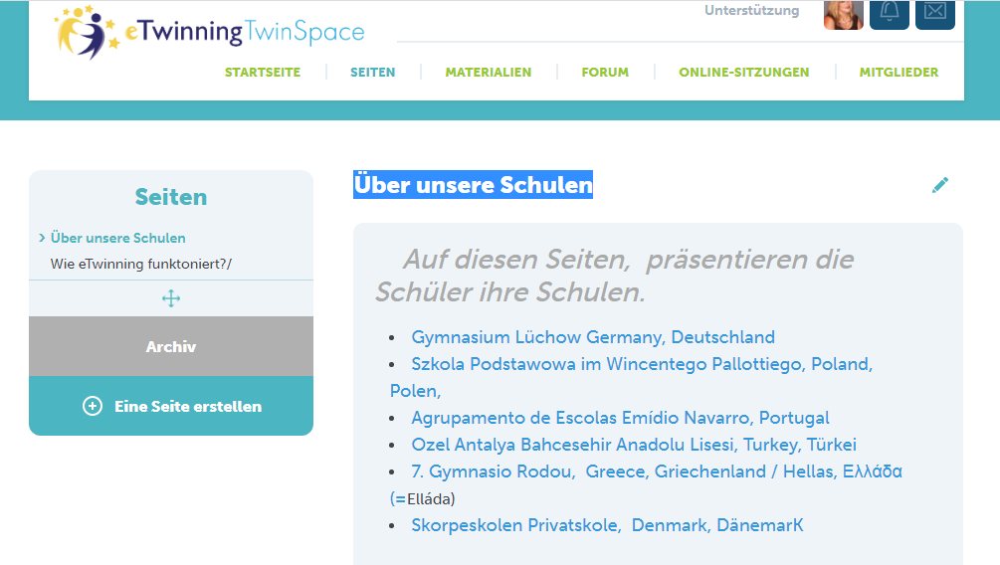 Unterstützung
eTwinningTwinSpace
STARTSEITE
SEITEN
MATERIALIEN
FORUM
ONLINE-SITZUNGEN
MITGLIEDER
Seiten
› Über unsere Schulen
Wie eTwinning funktoniert?/
Archiv
Eine Seite erstellen
Über unsere Schulen
Auf diesen Seiten, präsentieren die
Schüler ihre Schulen.
• Gymnasium Lüchow Germany, Deutschland
• Szkola Podstawowa im Wincentego Pallottiego, Poland,
Polen,
• Agrupamento de Escolas Emídio Navarro, Portugal
• Ozel Antalya Bahcesehir Anadolu Lisesi, Turkey, Türkei
• 7. Gymnasio Rodou, Greece, Griechenland / Hellas, Ελλάδα
(=Elláda)
• Skorpeskolen Privatskole, Denmark, DänemarK